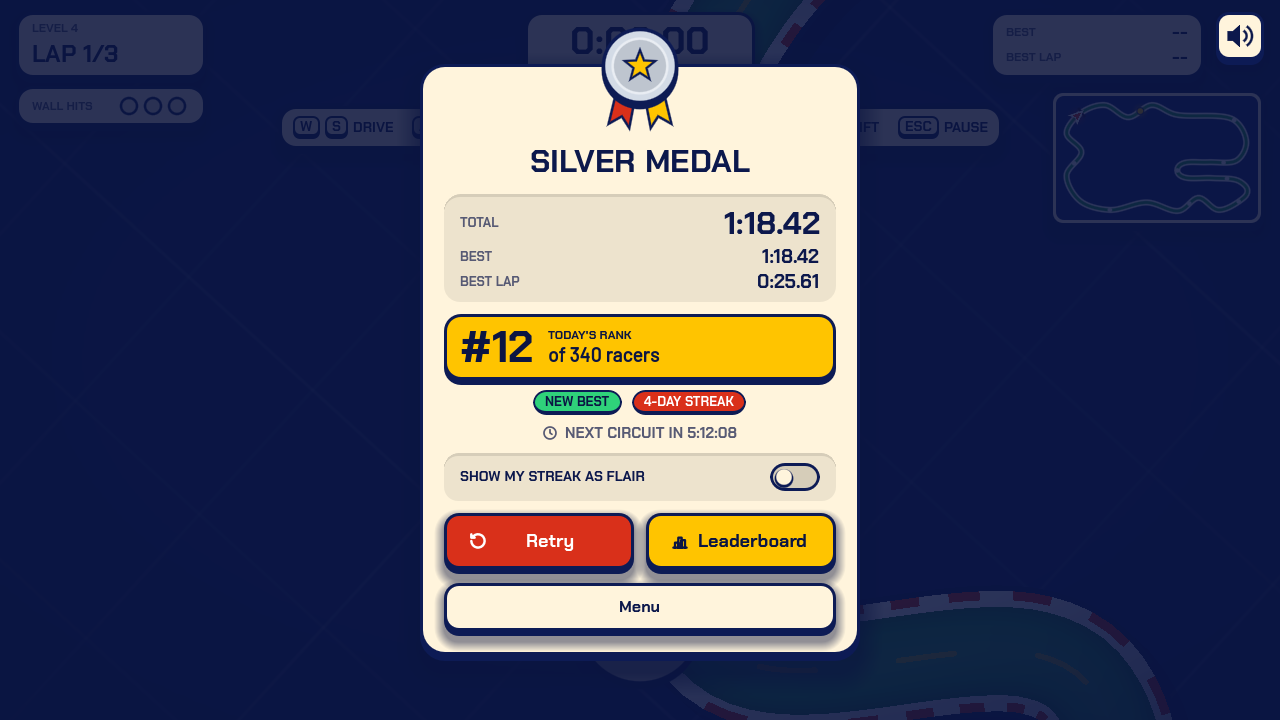 LEVEL 4
LAP 1/3
WALL HITS
BEST --
BEST LAP --
W S DRIVE
ESC PAUSE
SILVER MEDAL
TOTAL 1:18.42
BEST 1:18.42
BEST LAP 0:25.61
#12
TODAY'S RANK
of 340 racers
NEW BEST
4-DAY STREAK
NEXT CIRCUIT IN 5:12:08
SHOW MY STREAK AS FLAIR
Retry
Leaderboard
Menu